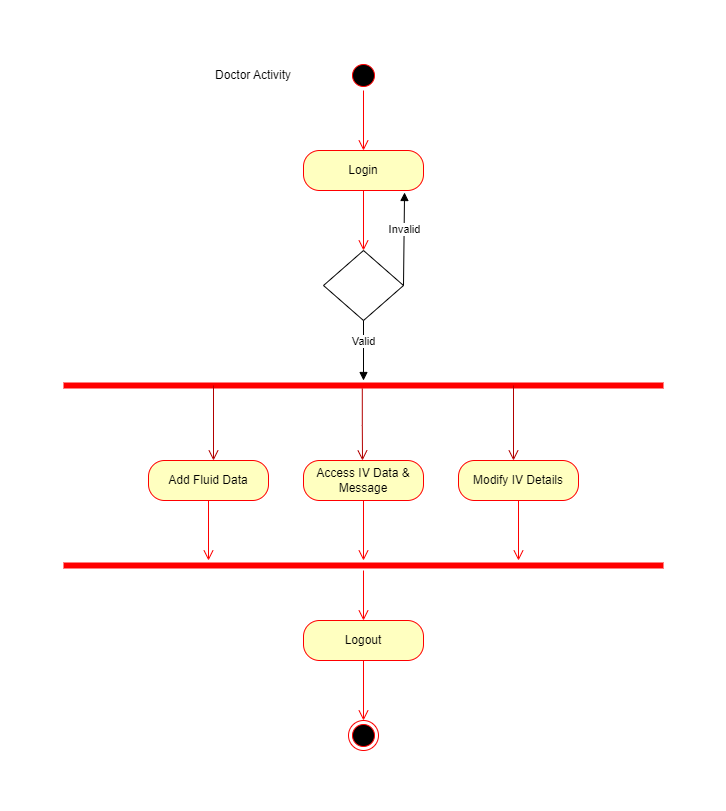 Doctor Activity
Login
Invalid
Valid
Add Fluid Data
Access IV Data &
Message
Modify IV Details
Logout